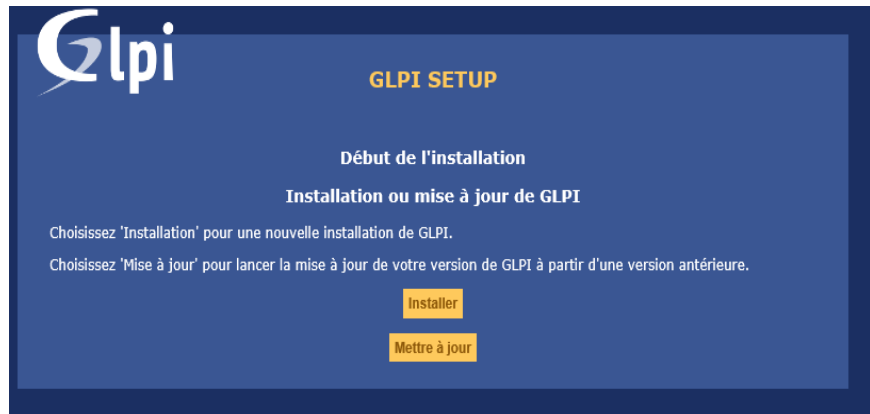 Glpi
GLPI SETUP
Début de l'installation
Installation ou mise à jour de GLPI
Choisissez 'Installation' pour une nouvelle installation de GLPI.
Choisissez 'Mise à jour' pour lancer la mise à jour de votre version de GLPI à partir d'une version antérieure.
Installer
Mettre à jour